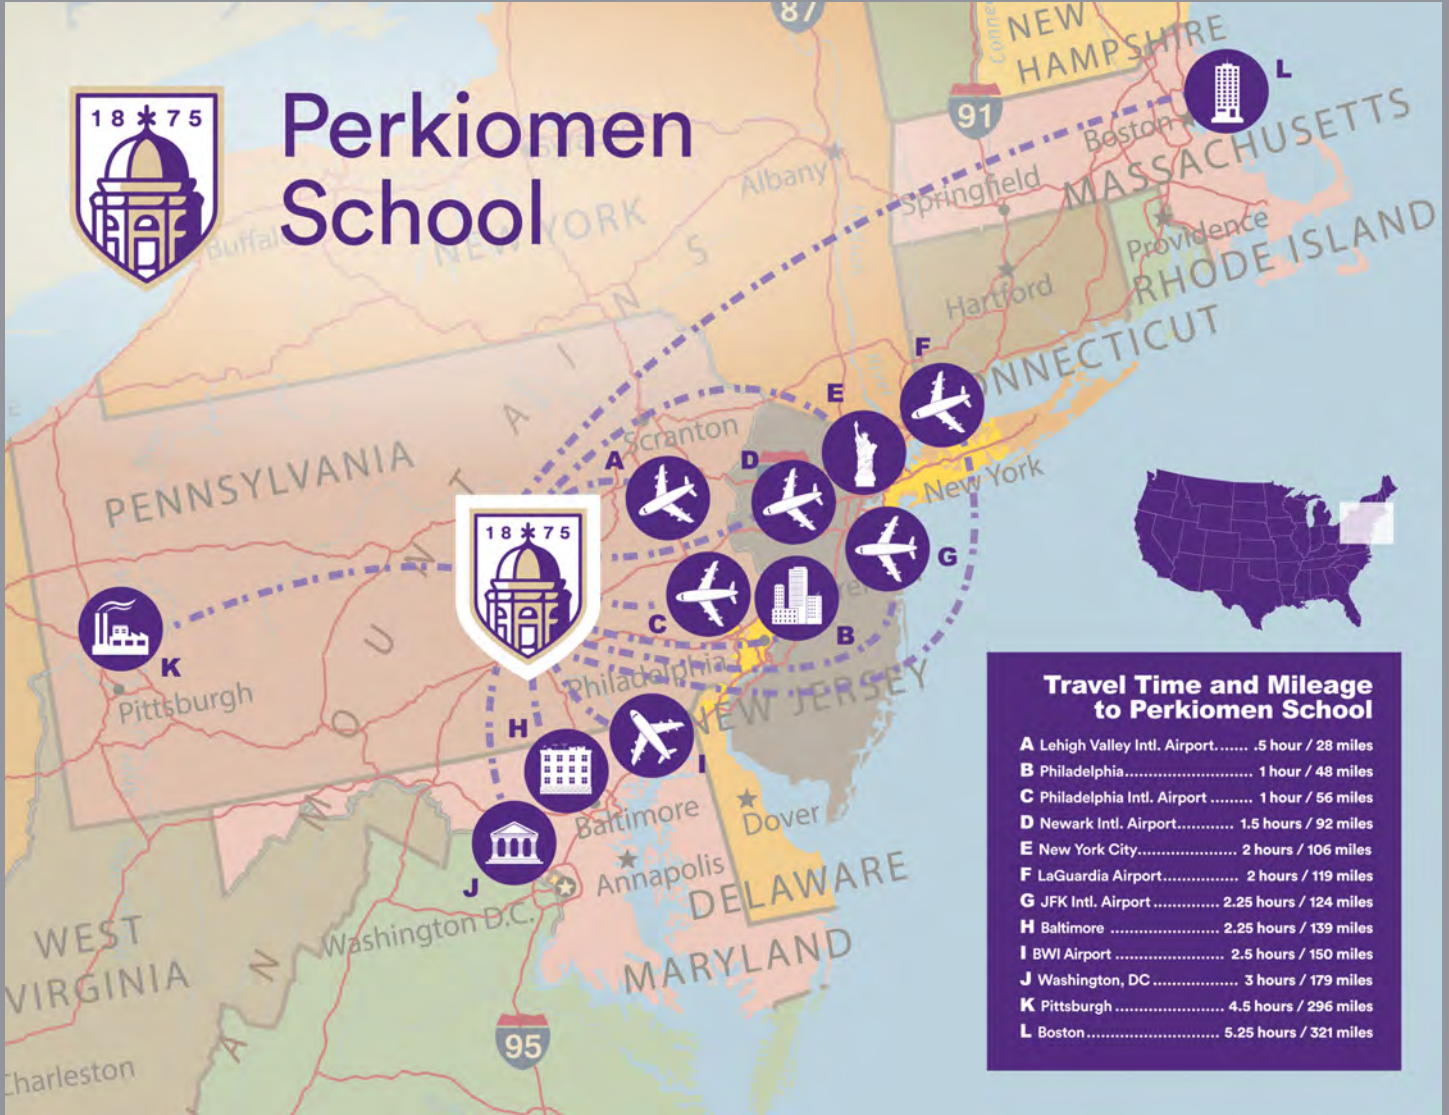 87
NEW
HAMPSHIRE
L
1875
Perkiomen
School
91
Boston
MASSACHUSETTS
Albany
Springfield
Buffalo
NEW YORK
Providence
RHODE ISLAND
Hartford
CONNECTICUT
F
E
Scranton
A
D
PENNSYLVANIA
MOUNTAINS
New York
1875
G
C
B
K
Pittsburgh
Philadelphia
NEW JERSEY
H
I
Baltimore
Dover
J
Annapolis
DELAWARE
Washington D.C.
MARYLAND
WEST
VIRGINIA
95
Charleston
Travel Time and Mileage
to Perkiomen School
A Lehigh Valley Intl. Airport....... .5 hour / 28 miles
B Philadelphia............................ 1 hour / 48 miles
C Philadelphia Intl. Airport ......... 1 hour / 56 miles
D Newark Intl. Airport............ 1.5 hours / 92 miles
E New York City..................... 2 hours / 106 miles
F LaGuardia Airport................ 2 hours / 119 miles
G JFK Intl. Airport .............. 2.25 hours / 124 miles
H Baltimore ....................... 2.25 hours / 139 miles
I BWI Airport ....................... 2.5 hours / 150 miles
J Washington, DC .................. 3 hours / 179 miles
K Pittsburgh ........................ 4.5 hours / 296 miles
L Boston ............................. 5.25 hours / 321 miles